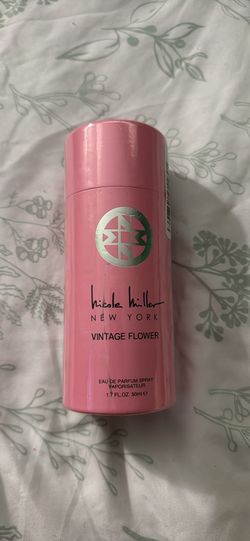 nicole miller
NEW YORK
VINTAGE FLOWER
EAU DE PARFUM SPRAY
VAPORISATEUR
1.7 FL.OZ. 50ml e